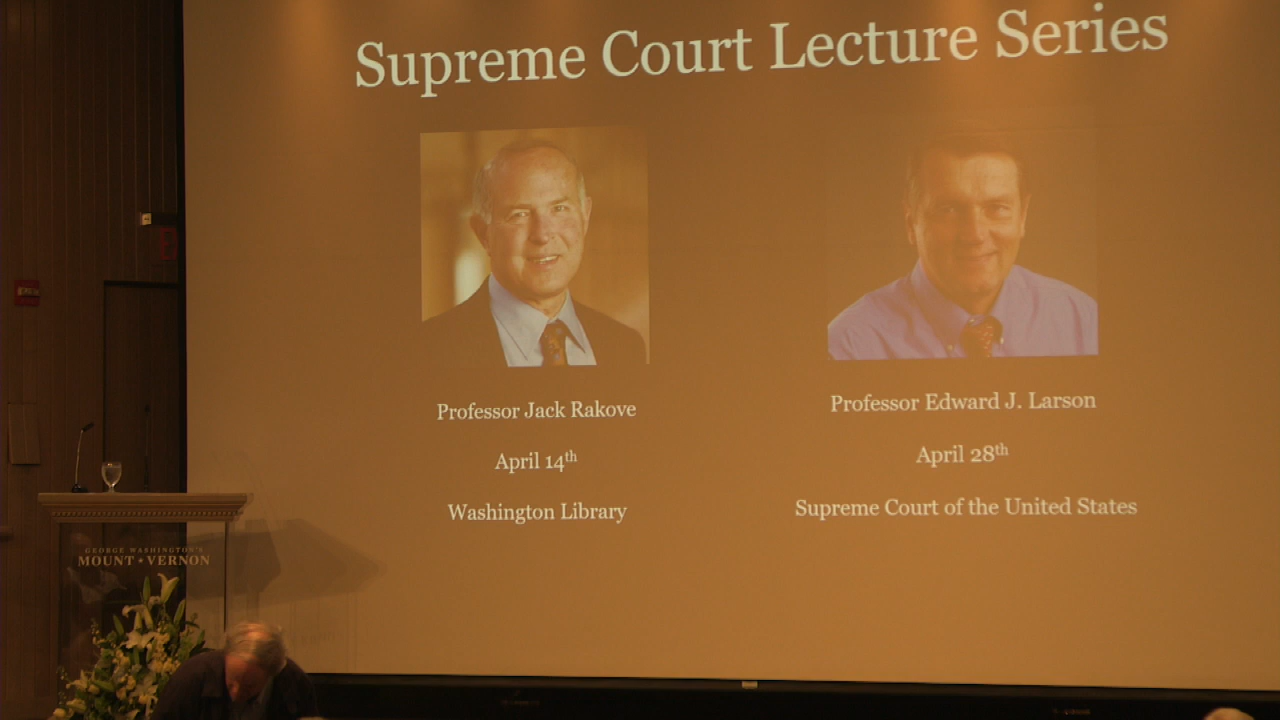 Supreme Court Lecture Series
Professor Jack Rakove
April 14th
Washington Library
Professor Edward J. Larson
April 28th
Supreme Court of the United States
GEORGE WASHINGTON'S
MOUNT • VERNON